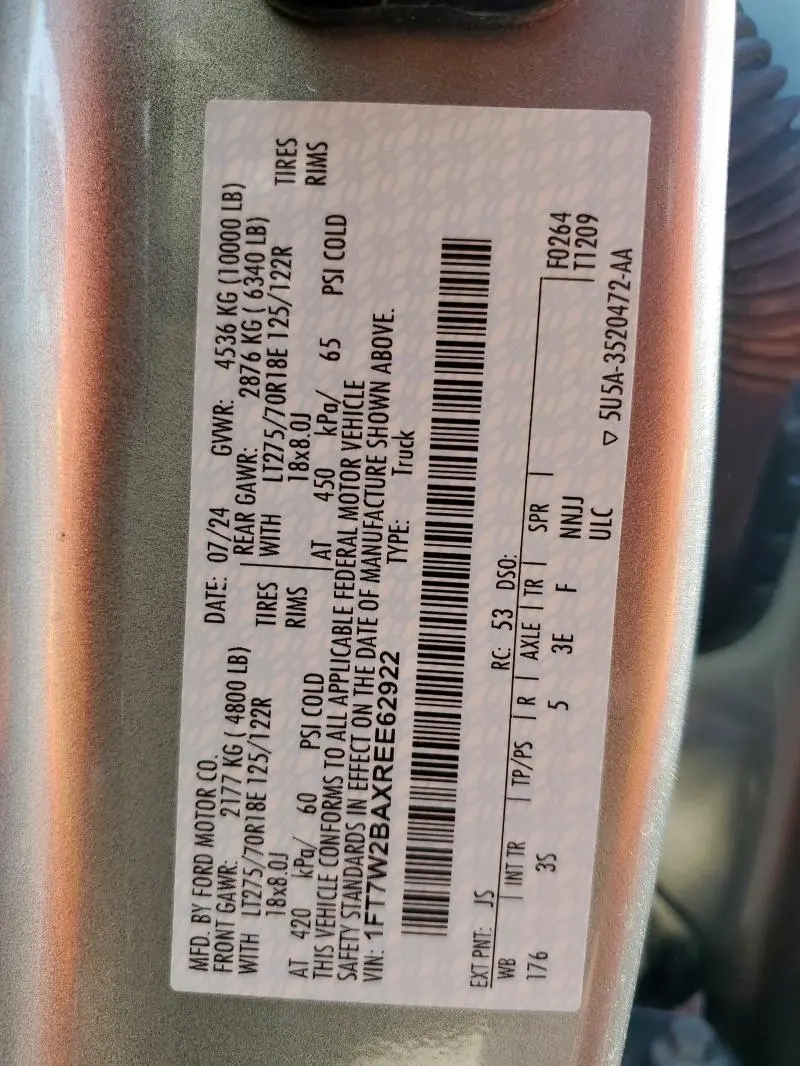 MFD. BY FORD MOTOR CO. DATE: 07/24 GVWR: 4536 KG (10000 LB)
FRONT GAWR: 2177 KG ( 4800 LB) REAR GAWR: 2876 KG ( 6340 LB)
WITH LT275/70R18E 125/122R TIRES WITH LT275/70R18E 125/122R TIRES
18x8.0J RIMS 18x8.0J RIMS
AT 420 kPa/ 60 PSI COLD AT 450 kPa/ 65 PSI COLD
THIS VEHICLE CONFORMS TO ALL APPLICABLE FEDERAL MOTOR VEHICLE
SAFETY STANDARDS IN EFFECT ON THE DATE OF MANUFACTURE SHOWN ABOVE.
VIN: 1FT7W2BAXREE62922 TYPE: Truck
EXT PNT: JS RC: 53 DSO: F0264
WB INT TR TP/PS R AXLE TR SPR T1209
176 3S 5 3E F NNJJ
ULC
▽ 5U5A-3520472-AA